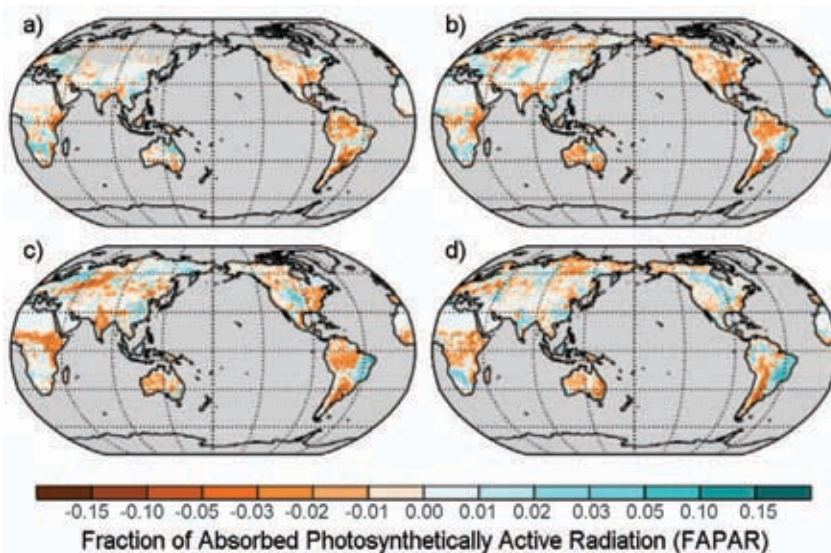 a)
b)
c)
d)
-0.15 -0.10 -0.05 -0.03 -0.02 -0.01 0.00 0.01 0.02 0.03 0.05 0.10 0.15
Fraction of Absorbed Photosynthetically Active Radiation (FAPAR)